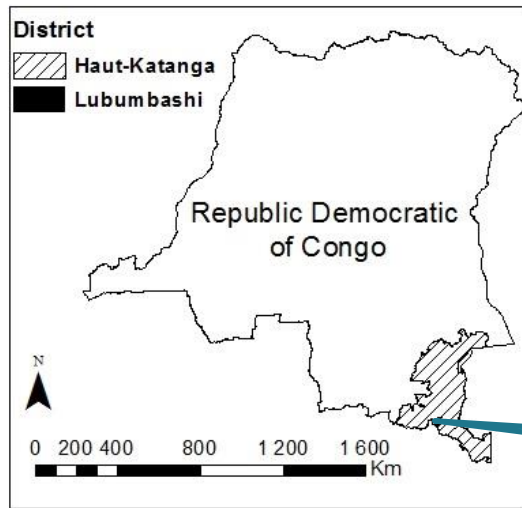 District
Haut-Katanga
Lubumbashi
Republic Democratic
of Congo
N
0 200 400 800 1 200 1 600
Km